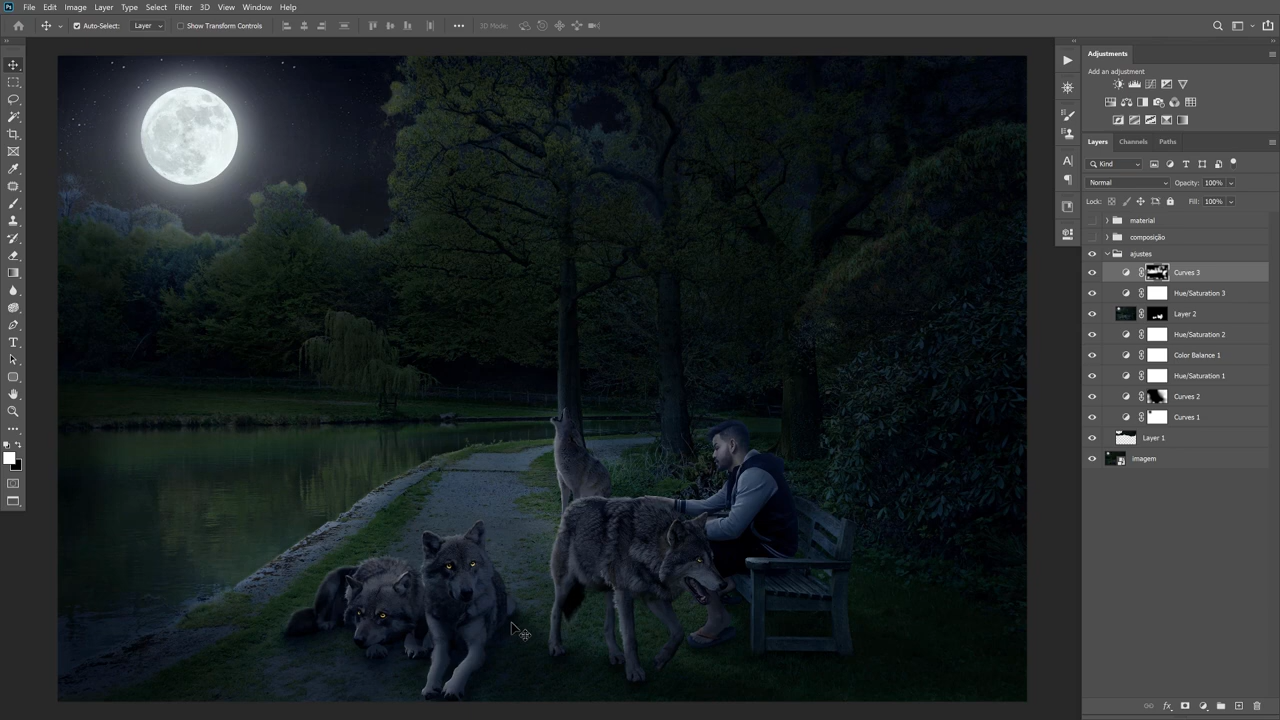 Ps File Edit Image Layer Type Select Filter 3D View Window Help
Auto-Select: Layer Show Transform Controls 3D Mode:
Adjustments
Add an adjustment
Layers Channels Paths
Kind
Normal Opacity: 100%
Lock: Fill: 100%
material
composição
ajustes
Curves 3
Hue/Saturation 3
Layer 2
Hue/Saturation 2
Color Balance 1
Hue/Saturation 1
Curves 2
Curves 1
Layer 1
imagem